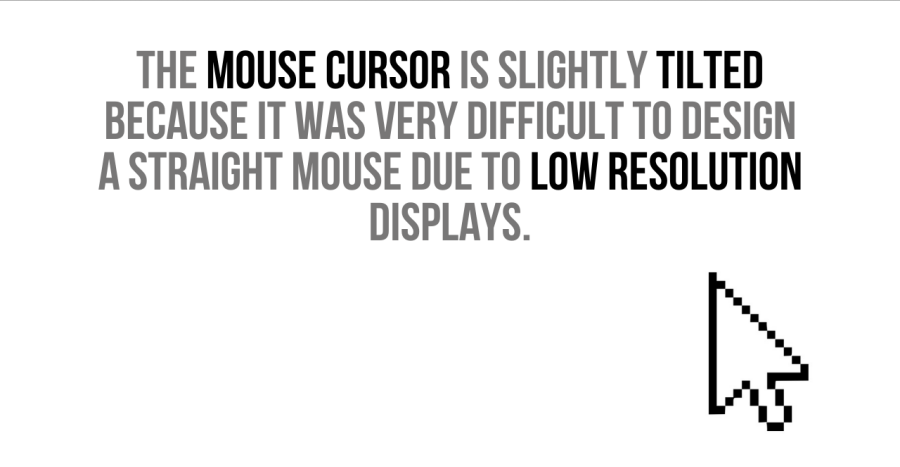 THE MOUSE CURSOR IS SLIGHTLY TILTED
BECAUSE IT WAS VERY DIFFICULT TO DESIGN
A STRAIGHT MOUSE DUE TO LOW RESOLUTION
DISPLAYS.